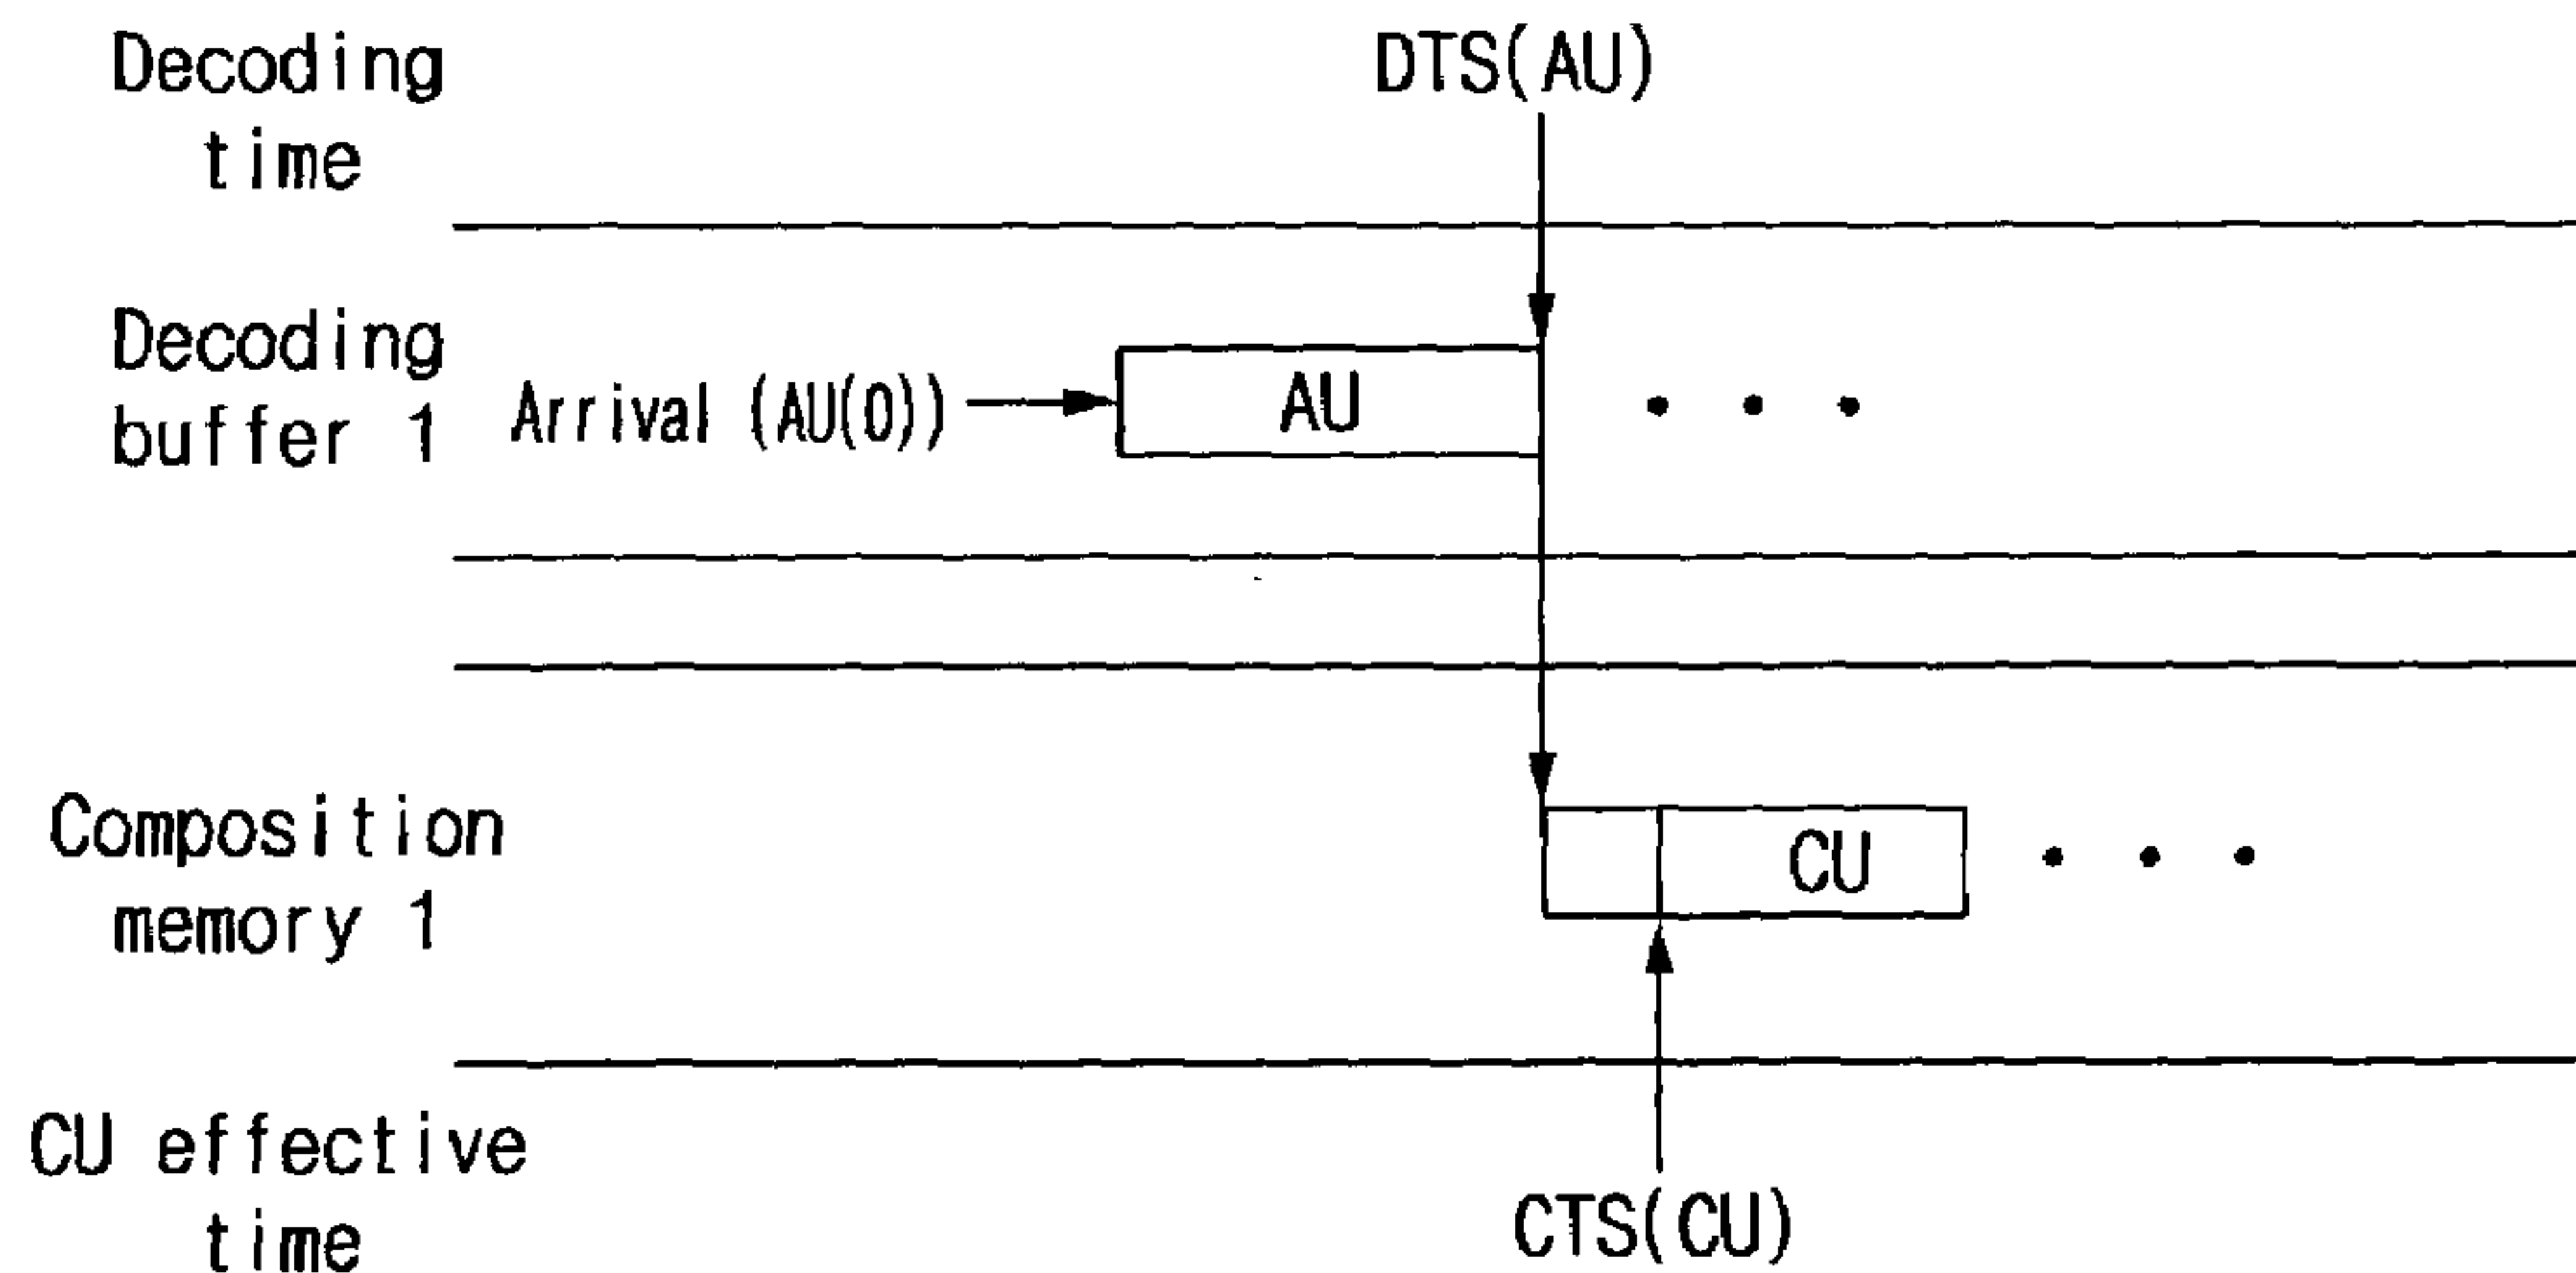 Decoding
time
DTS(AU)
Decoding
buffer 1
Arrival (AU(0))
AU
Composition
memory 1
CU
CU effective
time
CTS(CU)